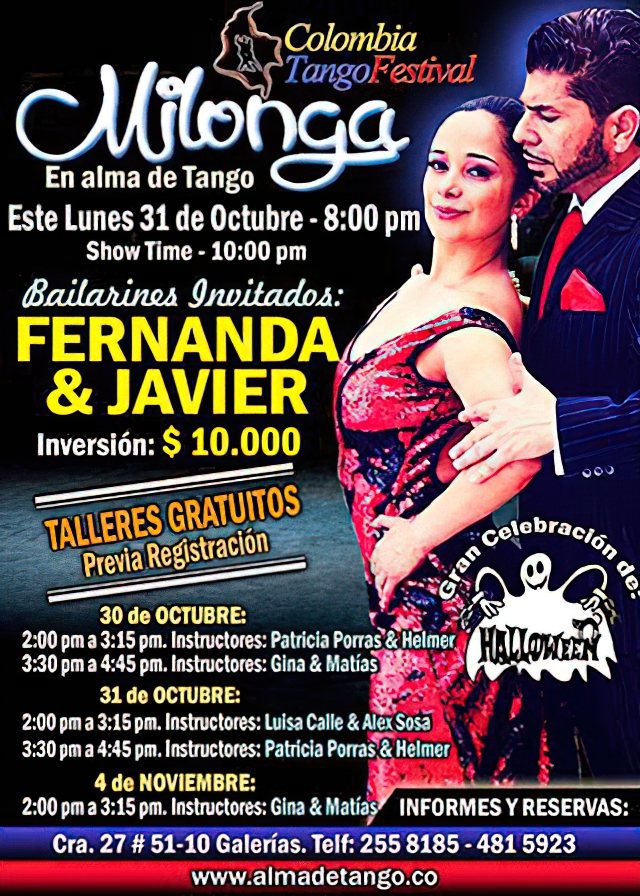 Colombia
TangoFestival
Milonga
En alma de Tango
Este Lunes 31 de Octubre - 8:00 pm
Show Time - 10:00 pm
Bailarines Invitados:
FERNANDA
& JAVIER
Inversión: $ 10.000
TALLERES GRATUITOS
Previa Registración
Gran Celebración de:
HALLOWEEN
30 de OCTUBRE:
2:00 pm a 3:15 pm. Instructores: Patricia Porras & Helmer
3:30 pm a 4:45 pm. Instructores: Gina & Matías
31 de OCTUBRE:
2:00 pm a 3:15 pm. Instructores: Luisa Calle & Alex Sosa
3:30 pm a 4:45 pm. Instructores: Patricia Porras & Helmer
4 de NOVIEMBRE:
2:00 pm a 3:15 pm. Instructores: Gina & Matías
INFORMES Y RESERVAS:
Cra. 27 # 51-10 Galerías. Telf: 255 8185 - 481 5923
www.almadetango.co